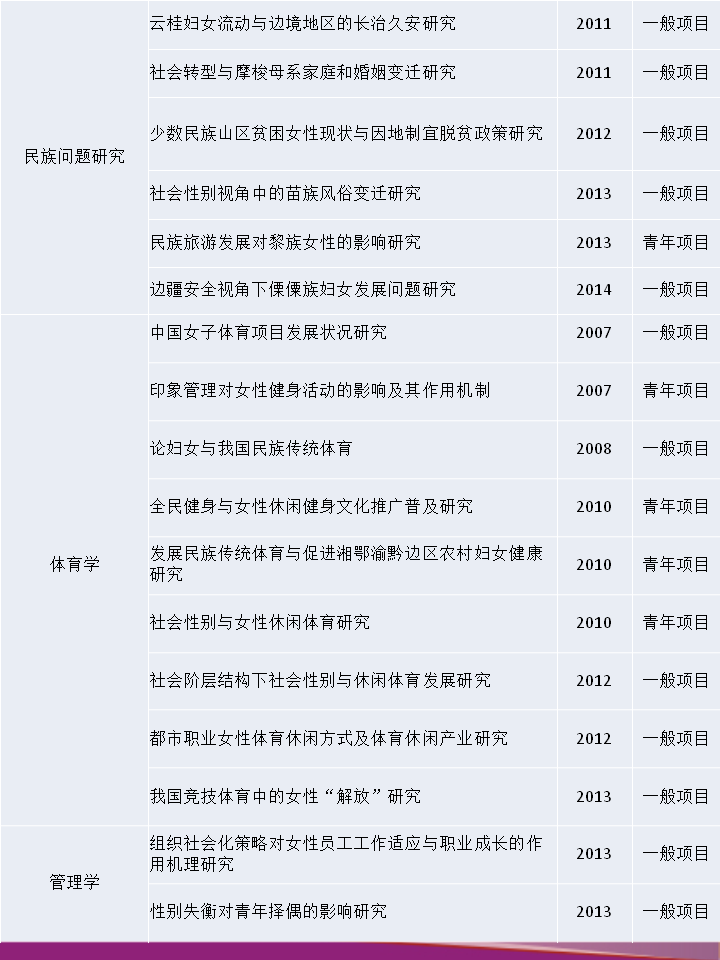 云桂妇女流动与边境地区的长治久安研究 2011 一般项目
社会转型与摩梭母系家庭和婚姻变迁研究 2011 一般项目
少数民族山区贫困女性现状与因地制宜脱贫政策研究 2012 一般项目
民族问题研究
社会性别视角中的苗族风俗变迁研究 2013 一般项目
民族旅游发展对黎族女性的影响研究 2013 青年项目
边疆安全视角下傈僳族妇女发展问题研究 2014 一般项目
中国女子体育项目发展状况研究 2007 一般项目
印象管理对女性健身活动的影响及其作用机制 2007 青年项目
论妇女与我国民族传统体育 2008 一般项目
全民健身与女性休闲健身文化推广普及研究 2010 青年项目
体育学
发展民族传统体育与促进湘鄂渝黔边区农村妇女健康
研究 2010 青年项目
社会性别与女性休闲体育研究 2010 青年项目
社会阶层结构下社会性别与休闲体育发展研究 2012 一般项目
都市职业女性体育休闲方式及体育休闲产业研究 2012 一般项目
我国竞技体育中的女性“解放”研究 2013 一般项目
管理学
组织社会化策略对女性员工工作适应与职业成长的作
用机理研究 2013 一般项目
性别失衡对青年择偶的影响研究 2013 一般项目